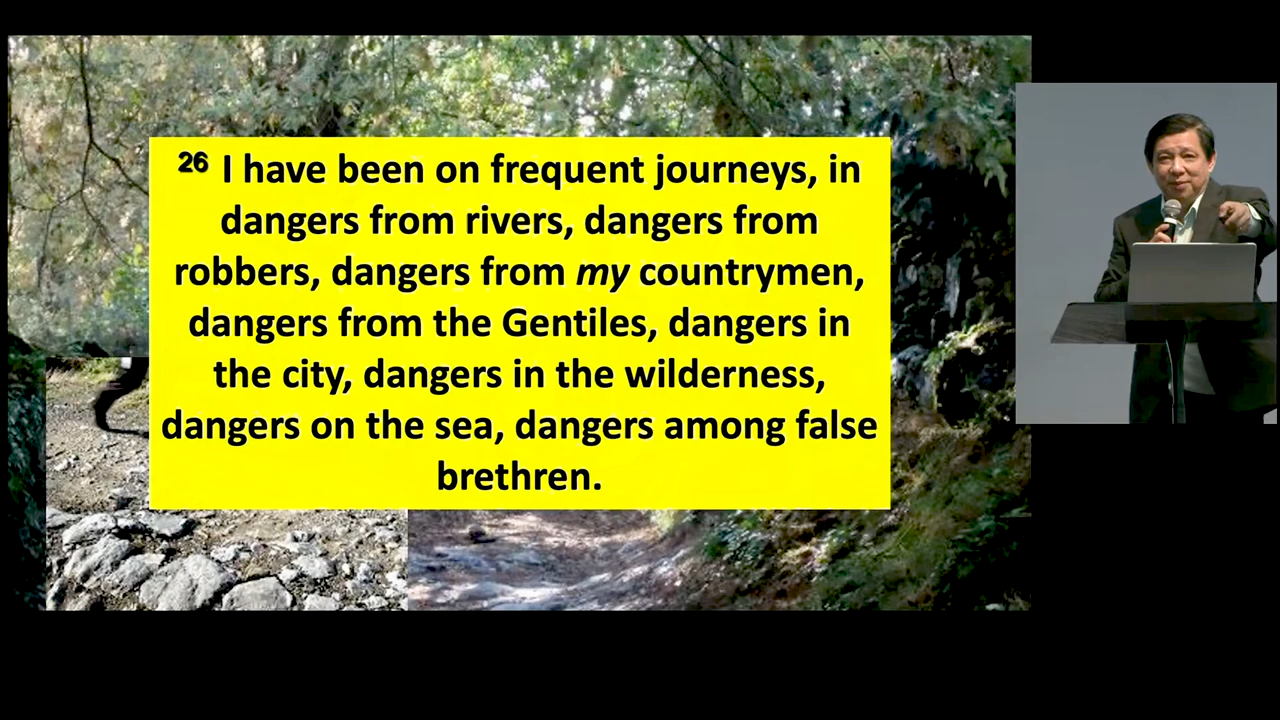 26 I have been on frequent journeys, in
dangers from rivers, dangers from
robbers, dangers from my countrymen,
dangers from the Gentiles, dangers in
the city, dangers in the wilderness,
dangers on the sea, dangers among false
brethren.